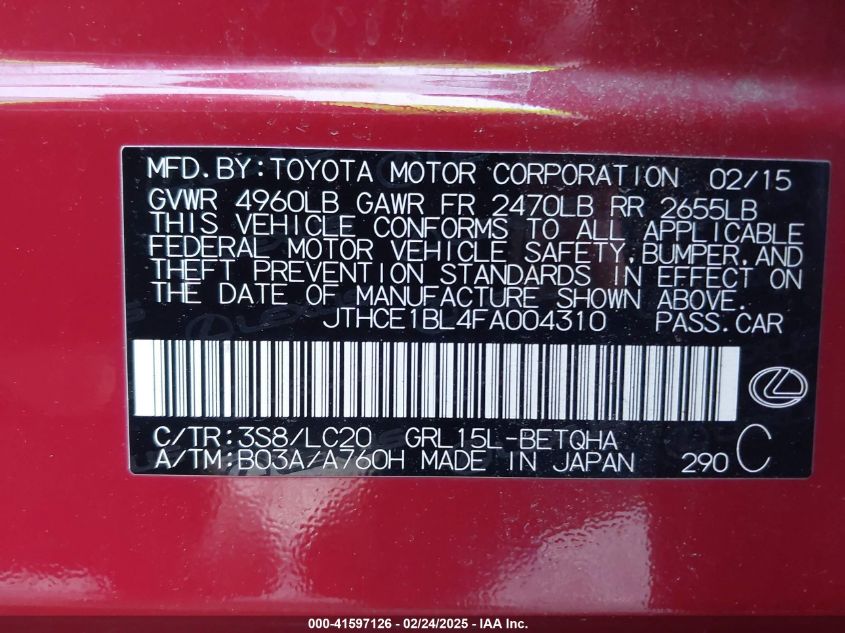 MFD.BY:TOYOTA MOTOR CORPORATION 02/15
GVWR 4960LB GAWR FR 2470LB RR 2655LB
THIS VEHICLE CONFORMS TO ALL APPLICABLE
FEDERAL MOTOR VEHICLE SAFETY,BUMPER,AND
THEFT PREVENTION STANDARDS IN EFFECT ON
THE DATE OF MANUFACTURE SHOWN ABOVE.
JTHCE1BL4FA004310 PASS.CAR
C/TR:3S8/LC20 GRL15L-BETQHA
A/TM:B03A/A760H MADE IN JAPAN 290 C
000-41597126 - 02/24/2025 - IAA Inc.